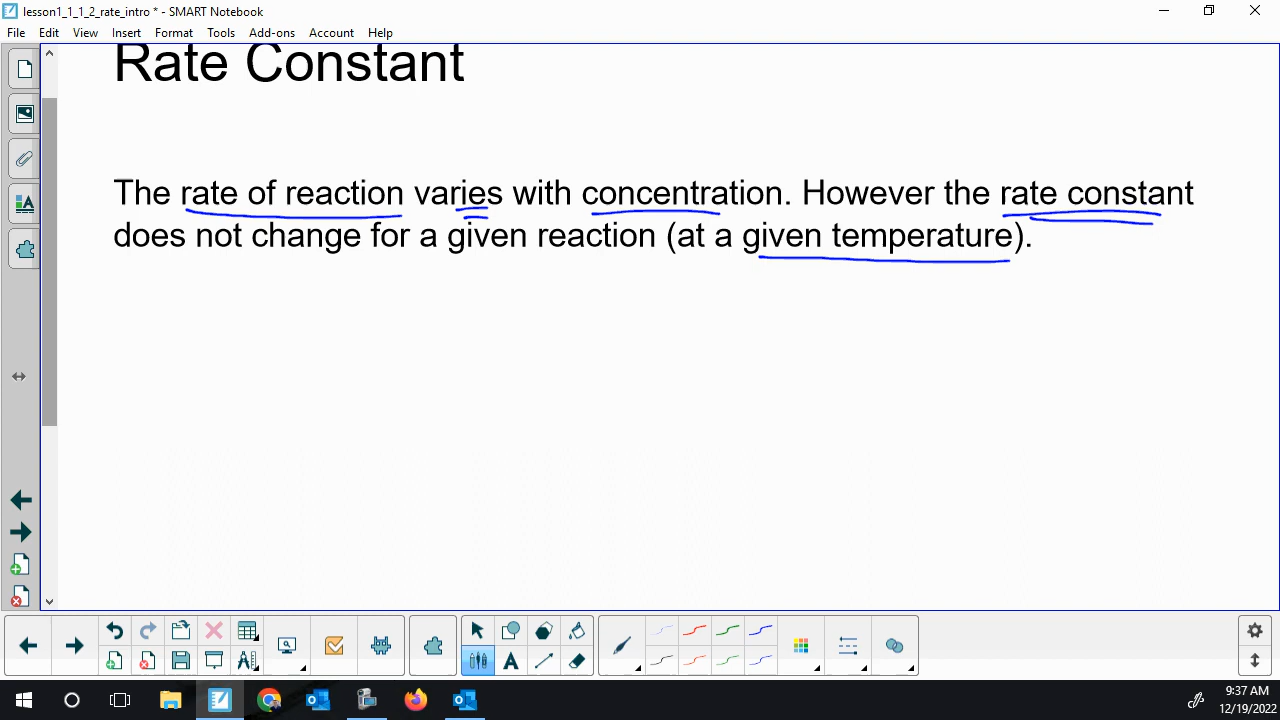 lesson1_1_1_2_rate_intro * - SMART Notebook
File Edit View Insert Format Tools Add-ons Account Help
Rate Constant
The rate of reaction varies with concentration. However the rate constant
does not change for a given reaction (at a given temperature).
9:37 AM
12/19/2022